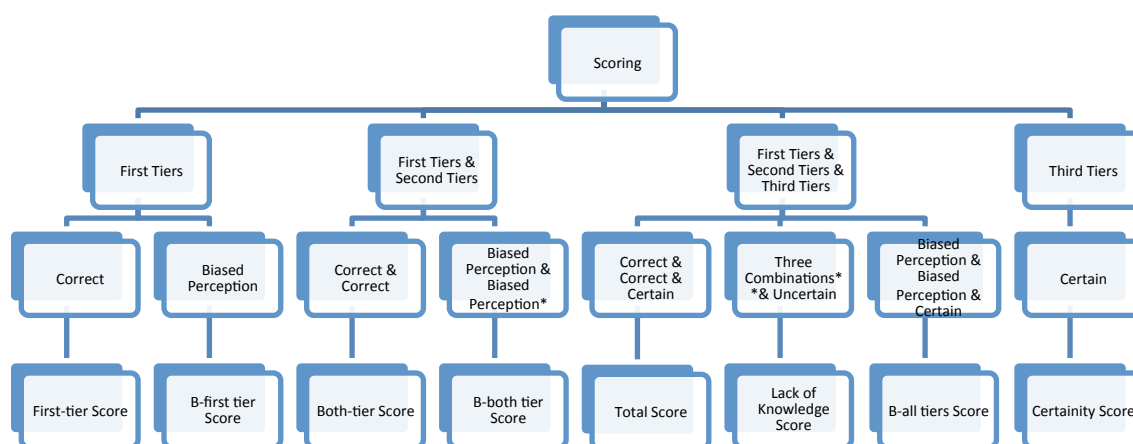 Scoring
First Tiers
First Tiers &
Second Tiers
First Tiers &
Second Tiers &
Third Tiers
Third Tiers
Correct
Biased
Perception
Correct &
Correct
Biased
Perception &
Biased
Perception*
Correct &
Correct &
Certain
Three
Combinations*
*& Uncertain
Biased
Perception &
Biased
Perception &
Certain
Certain
First-tier Score
B-first tier
Score
Both-tier Score
B-both tier
Score
Total Score
Lack of
Knowledge
Score
B-all tiers Score
Certainity Score